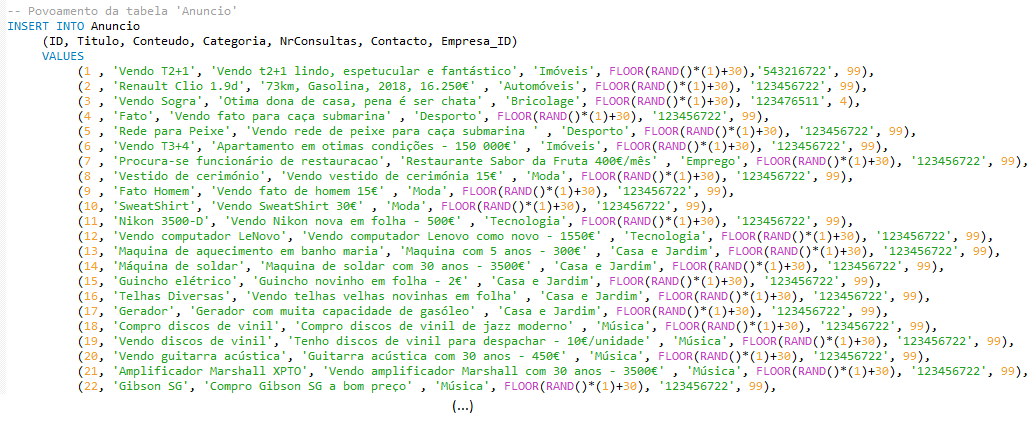 -- Povoamento da tabela 'Anuncio'
INSERT INTO Anuncio
(ID, Titulo, Conteudo, Categoria, NrConsultas, Contacto, Empresa_ID)
VALUES
(1 , 'Vendo T2+1', 'Vendo t2+1 lindo, espetucular e fantástico', 'Imóveis', FLOOR(RAND()*(1)+30),'543216722', 99),
(2 , 'Renault Clio 1.9d', '73km, Gasolina, 2018, 16.250€' , 'Automóveis', FLOOR(RAND()*(1)+30), '123456722', 99),
(3 , 'Vendo Sogra', 'Otima dona de casa, pena é ser chata' , 'Bricolage', FLOOR(RAND()*(1)+30), '123476511', 4),
(4 , 'Fato', 'Vendo fato para caça submarina' , 'Desporto', FLOOR(RAND()*(1)+30), '123456722', 99),
(5 , 'Rede para Peixe', 'Vendo rede de peixe para caça submarina ' , 'Desporto', FLOOR(RAND()*(1)+30), '123456722', 99),
(6 , 'Vendo T3+4', 'Apartamento em otimas condições - 150 000€' , 'Imóveis', FLOOR(RAND()*(1)+30), '123456722', 99),
(7 , 'Procura-se funcionário de restauracao', 'Restaurante Sabor da Fruta 400€/mês' , 'Emprego', FLOOR(RAND()*(1)+30), '123456722', 99),
(8 , 'Vestido de cerimónio', 'Vendo vestido de cerimónia 15€' , 'Moda', FLOOR(RAND()*(1)+30), '123456722', 99),
(9 , 'Fato Homem', 'Vendo fato de homem 15€' , 'Moda', FLOOR(RAND()*(1)+30), '123456722', 99),
(10, 'SweatShirt', 'Vendo SweatShirt 30€' , 'Moda', FLOOR(RAND()*(1)+30), '123456722', 99),
(11, 'Nikon 3500-D', 'Vendo Nikon nova em folha - 500€' , 'Tecnologia', FLOOR(RAND()*(1)+30), '123456722', 99),
(12, 'Vendo computador LeNovo', 'Vendo computador Lenovo como novo - 1550€' , 'Tecnologia', FLOOR(RAND()*(1)+30), '123456722', 99),
(13, 'Maquina de aquecimento em banho maria', 'Maquina com 5 anos - 300€' , 'Casa e Jardim', FLOOR(RAND()*(1)+30), '123456722', 99),
(14, 'Máquina de soldar', 'Maquina de soldar com 30 anos - 3500€' , 'Casa e Jardim', FLOOR(RAND()*(1)+30), '123456722', 99),
(15, 'Guincho elétrico', 'Guincho novinho em folha - 2€' , 'Casa e Jardim', FLOOR(RAND()*(1)+30), '123456722', 99),
(16, 'Telhas Diversas', 'Vendo telhas velhas novinhas em folha' , 'Casa e Jardim', FLOOR(RAND()*(1)+30), '123456722', 99),
(17, 'Gerador', 'Gerador com muita capacidade de gasóleo' , 'Casa e Jardim', FLOOR(RAND()*(1)+30), '123456722', 99),
(18, 'Compro discos de vinil', 'Compro discos de vinil de jazz moderno' , 'Música', FLOOR(RAND()*(1)+30), '123456722', 99),
(19, 'Vendo discos de vinil', 'Tenho discos de vinil para despachar - 10€/unidade' , 'Música', FLOOR(RAND()*(1)+30), '123456722', 99),
(20, 'Vendo guitarra acústica', 'Guitarra acústica com 30 anos - 450€' , 'Música', FLOOR(RAND()*(1)+30), '123456722', 99),
(21, 'Amplificador Marshall XPTO', 'Vendo amplificador Marshall com 30 anos - 3500€' , 'Música', FLOOR(RAND()*(1)+30), '123456722', 99),
(22, 'Gibson SG', 'Compro Gibson SG a bom preço' , 'Música', FLOOR(RAND()*(1)+30), '123456722', 99),
(...)